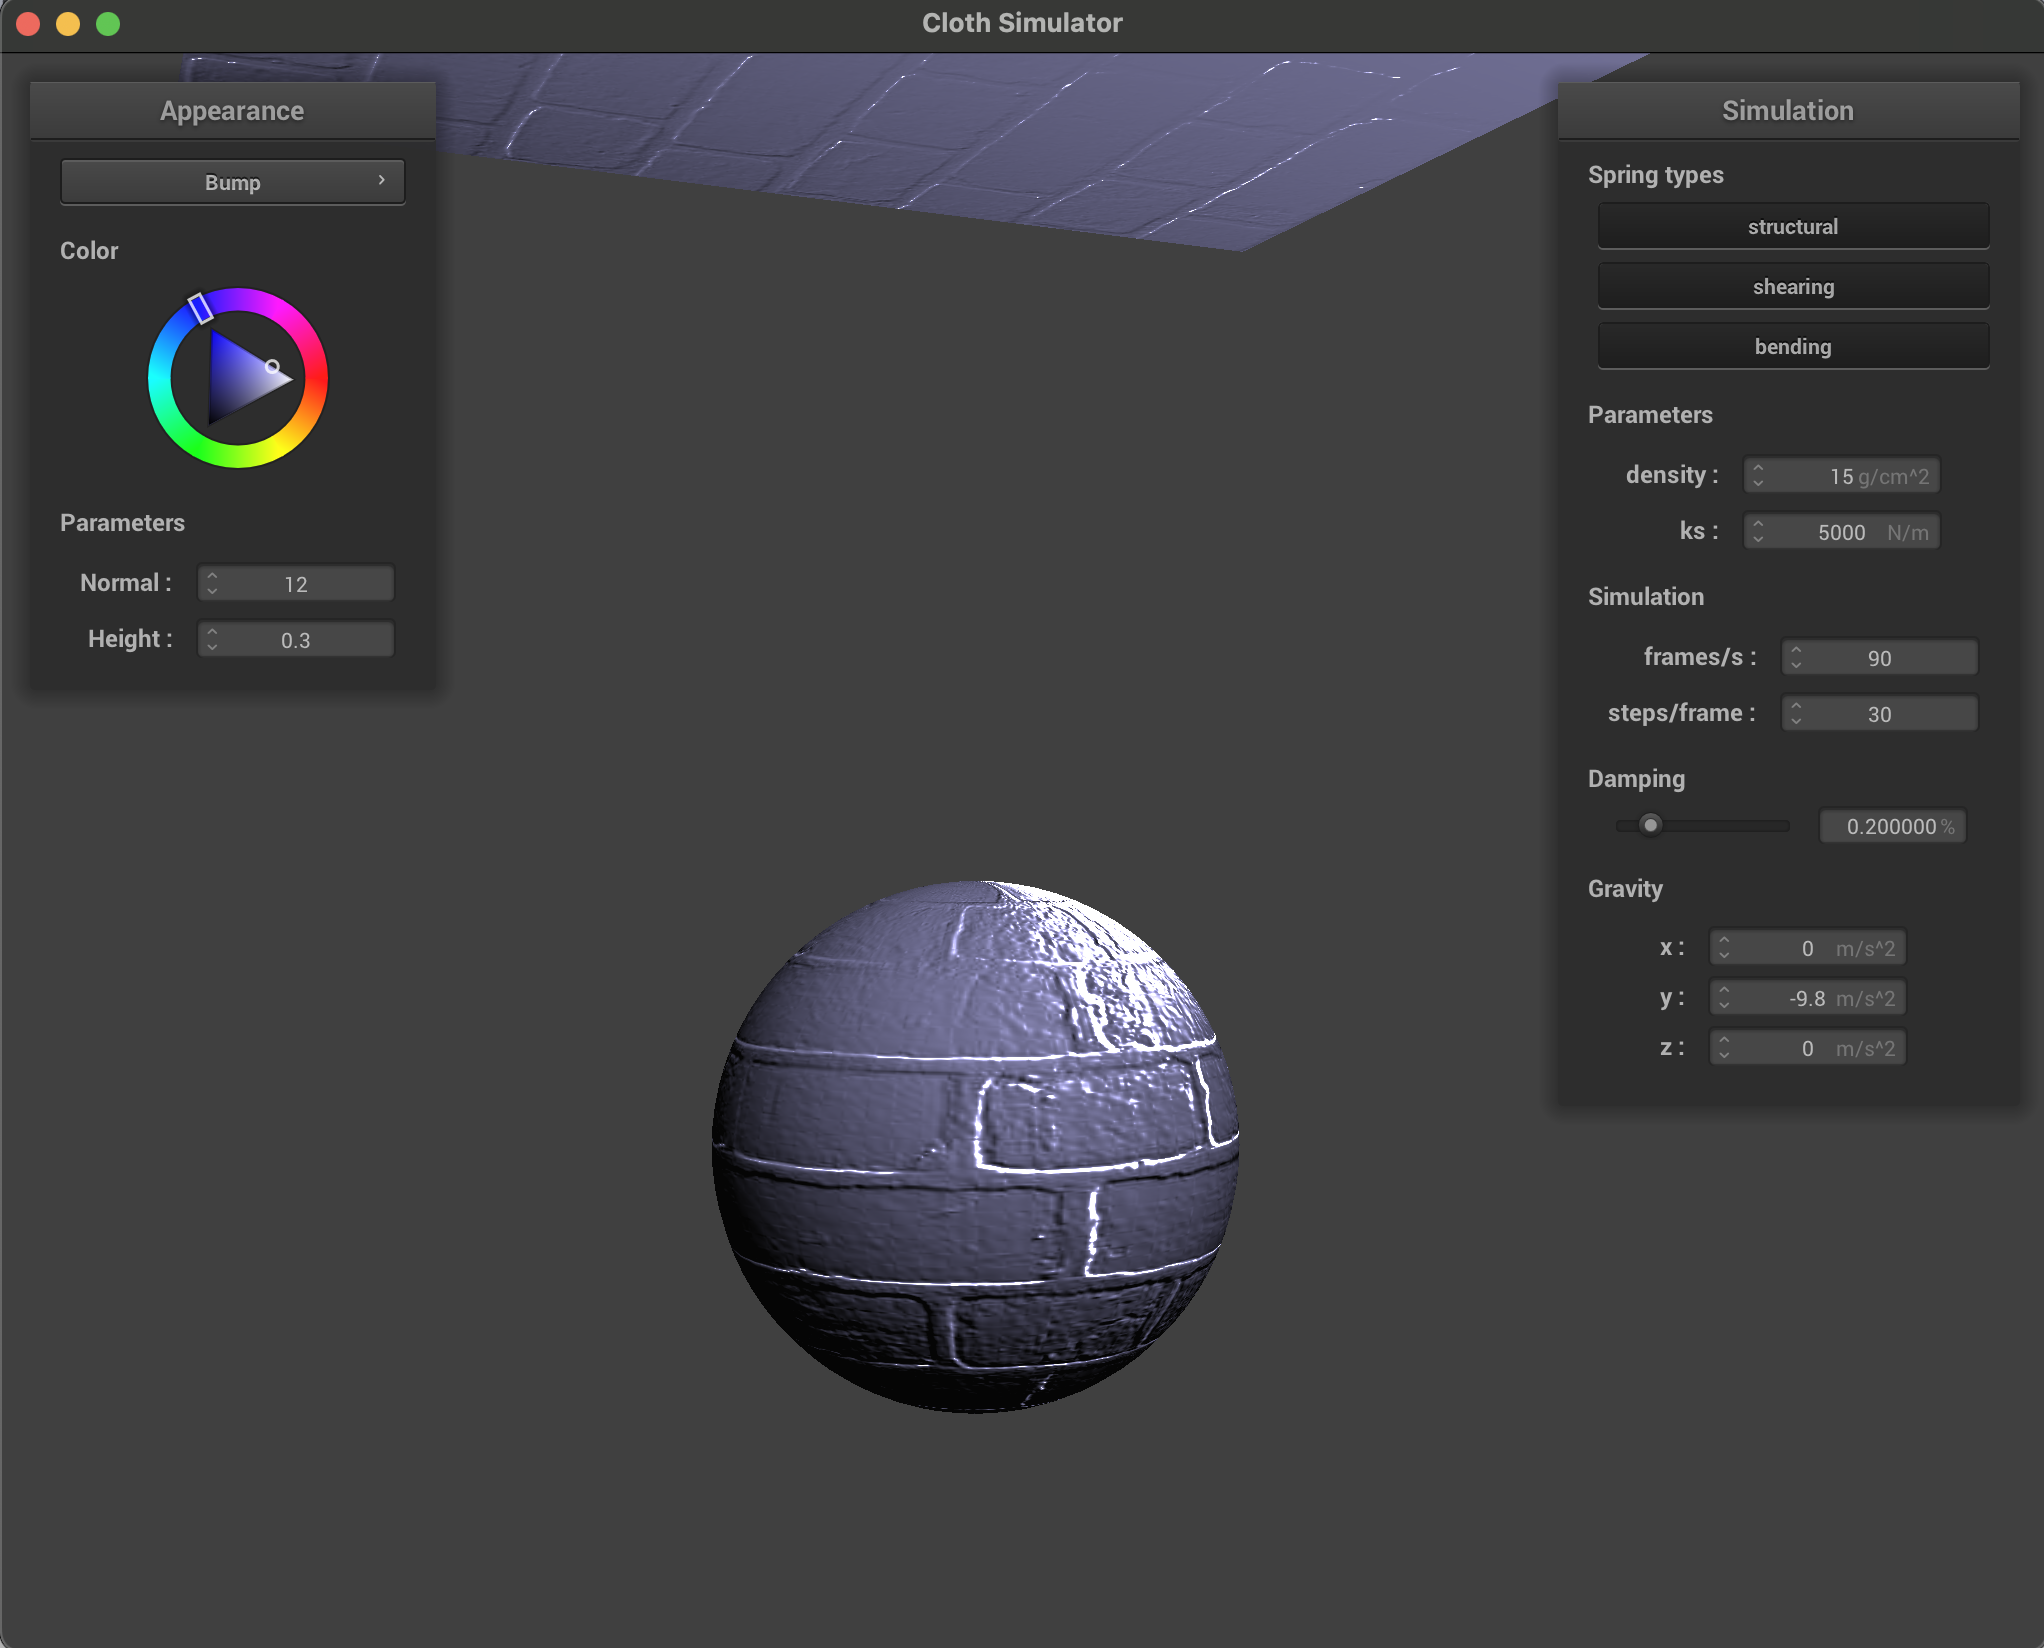 Cloth Simulator
Appearance
Bump
Color
Parameters
Normal : 12
Height : 0.3
Simulation
Spring types
structural
shearing
bending
Parameters
density : 15 g/cm^2
ks : 5000 N/m
Simulation
frames/s : 90
steps/frame : 30
Damping
0.200000 %
Gravity
x : 0 m/s^2
y : -9.8 m/s^2
z : 0 m/s^2